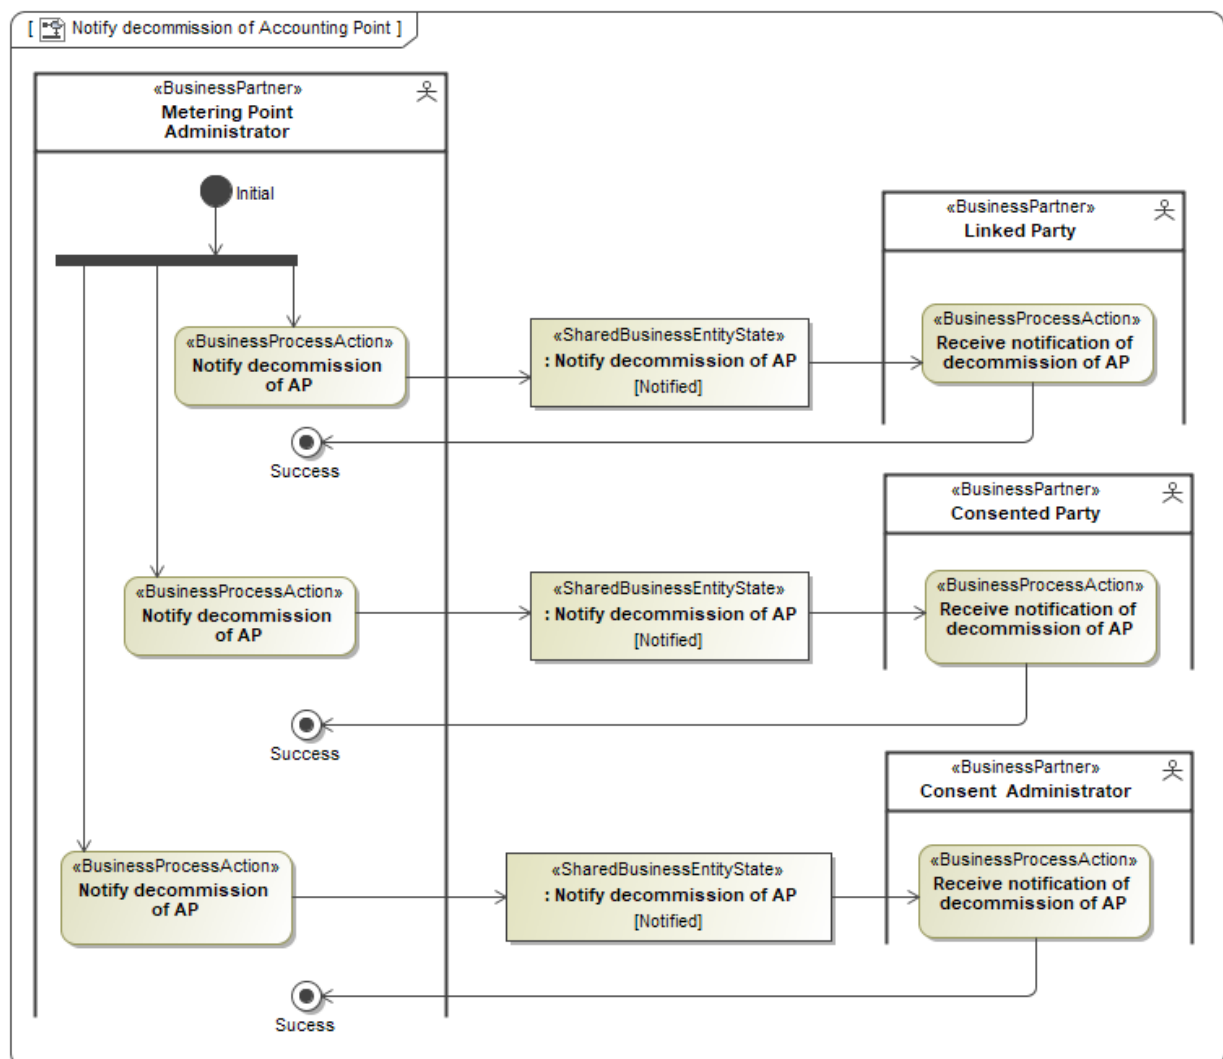 [ Notify decommission of Accounting Point ]
«BusinessPartner»
Metering Point
Administrator
Initial
«BusinessPartner»
Linked Party
«BusinessProcessAction»
Notify decommission
of AP
«SharedBusinessEntityState»
: Notify decommission of AP
[Notified]
«BusinessProcessAction»
Receive notification of
decommission of AP
Success
«BusinessPartner»
Consented Party
«BusinessProcessAction»
Notify decommission
of AP
«SharedBusinessEntityState»
: Notify decommission of AP
[Notified]
«BusinessProcessAction»
Receive notification of
decommission of AP
Success
«BusinessPartner»
Consent Administrator
«BusinessProcessAction»
Notify decommission
of AP
«SharedBusinessEntityState»
: Notify decommission of AP
[Notified]
«BusinessProcessAction»
Receive notification of
decommission of AP
Sucess